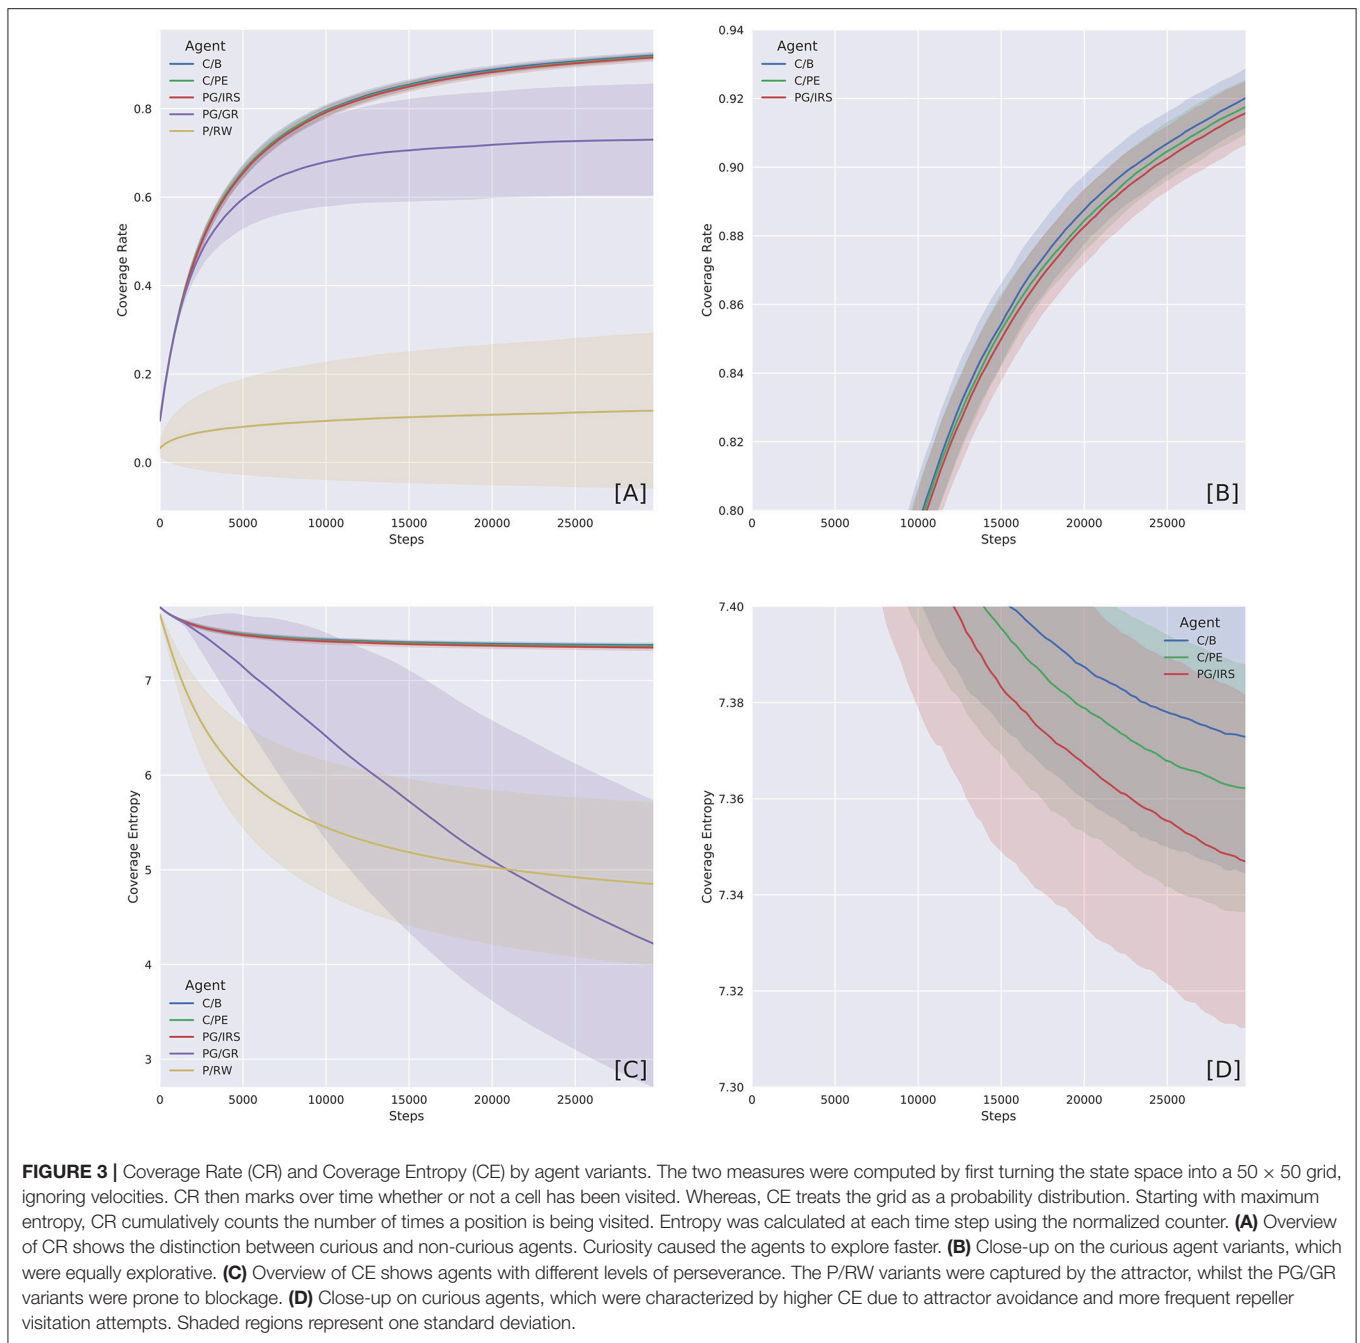 Agent
C/B
C/PE
PG/IRS
PG/GR
P/RW
0.8
0.6
0.4
0.2
0.0
Coverage Rate
[A]
0 5000 10000 15000 20000 25000
Steps
Agent
C/B
C/PE
PG/IRS
0.94
0.92
0.90
0.88
0.86
0.84
0.82
0.80
Coverage Rate
[B]
0 5000 10000 15000 20000 25000
Steps
7
6
5
4
3
Coverage Entropy
Agent
C/B
C/PE
PG/IRS
PG/GR
P/RW
[C]
0 5000 10000 15000 20000 25000
Steps
7.40
7.38
7.36
7.34
7.32
7.30
Coverage Entropy
Agent
C/B
C/PE
PG/IRS
[D]
0 5000 10000 15000 20000 25000
Steps
FIGURE 3 | Coverage Rate (CR) and Coverage Entropy (CE) by agent variants. The two measures were computed by first turning the state space into a 50 × 50 grid,
ignoring velocities. CR then marks over time whether or not a cell has been visited. Whereas, CE treats the grid as a probability distribution. Starting with maximum
entropy, CR cumulatively counts the number of times a position is being visited. Entropy was calculated at each time step using the normalized counter. (A) Overview
of CR shows the distinction between curious and non-curious agents. Curiosity caused the agents to explore faster. (B) Close-up on the curious agent variants, which
were equally explorative. (C) Overview of CE shows agents with different levels of perseverance. The P/RW variants were captured by the attractor, whilst the PG/GR
variants were prone to blockage. (D) Close-up on curious agents, which were characterized by higher CE due to attractor avoidance and more frequent repeller
visitation attempts. Shaded regions represent one standard deviation.